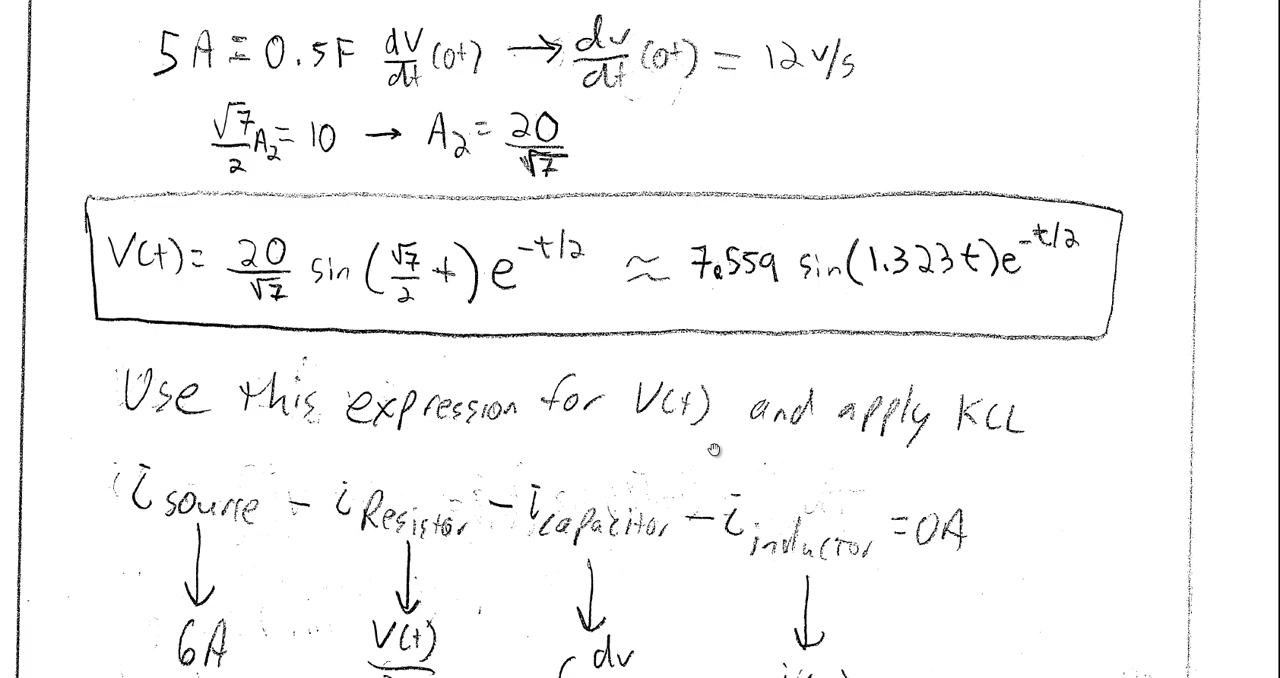 5 A = 0.5F dv/dt (0+) → dv/dt (0+) = 12 v/s
√7/2 A₂ = 10 → A₂ = 20/√7
V(t) = 20/√7 sin(√7/2 t) e^(-t/2) ≈ 7.559 sin(1.323t)e^(-t/2)
Use this expression for V(t) and apply KCL
i source - i Resistor - i capacitor - i inductor = 0A
↓ ↓ ↓ ↓
6A V(t) dv